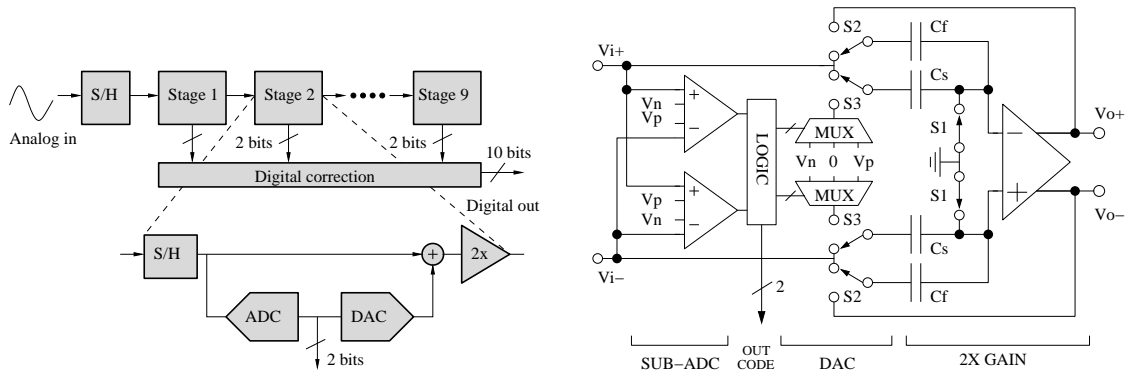 S/H
Stage 1
Stage 2
Stage 9
Analog in
2 bits
2 bits
10 bits
Digital correction
Digital out
S/H
+
2x
ADC
DAC
2 bits
Vi+
Vi−
+
−
Vn
Vp
+
−
Vp
Vn
LOGIC
2
S2
S3
MUX
Vn 0 Vp
MUX
S3
S2
Cf
Cs
S1
S1
Cs
Cf
−
+
Vo+
Vo−
SUB−ADC
OUT
CODE
DAC
2X GAIN